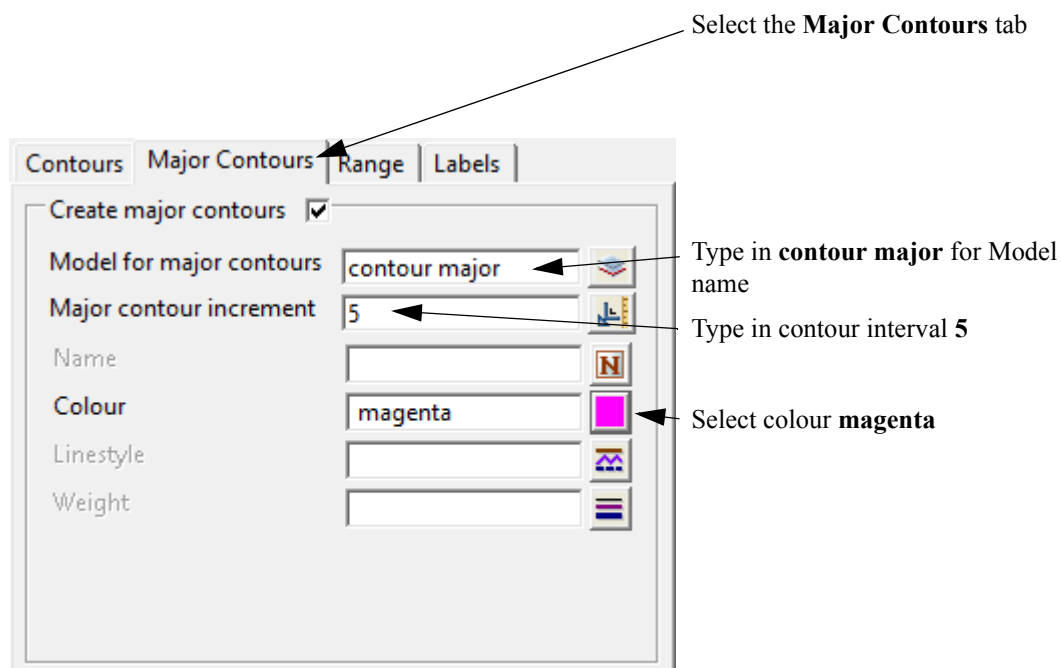 Select the Major Contours tab
Contours Major Contours Range Labels
Create major contours
Model for major contours contour major
Type in contour major for Model
name
Major contour increment 5
Type in contour interval 5
Name N
Colour magenta
Select colour magenta
Linestyle
Weight